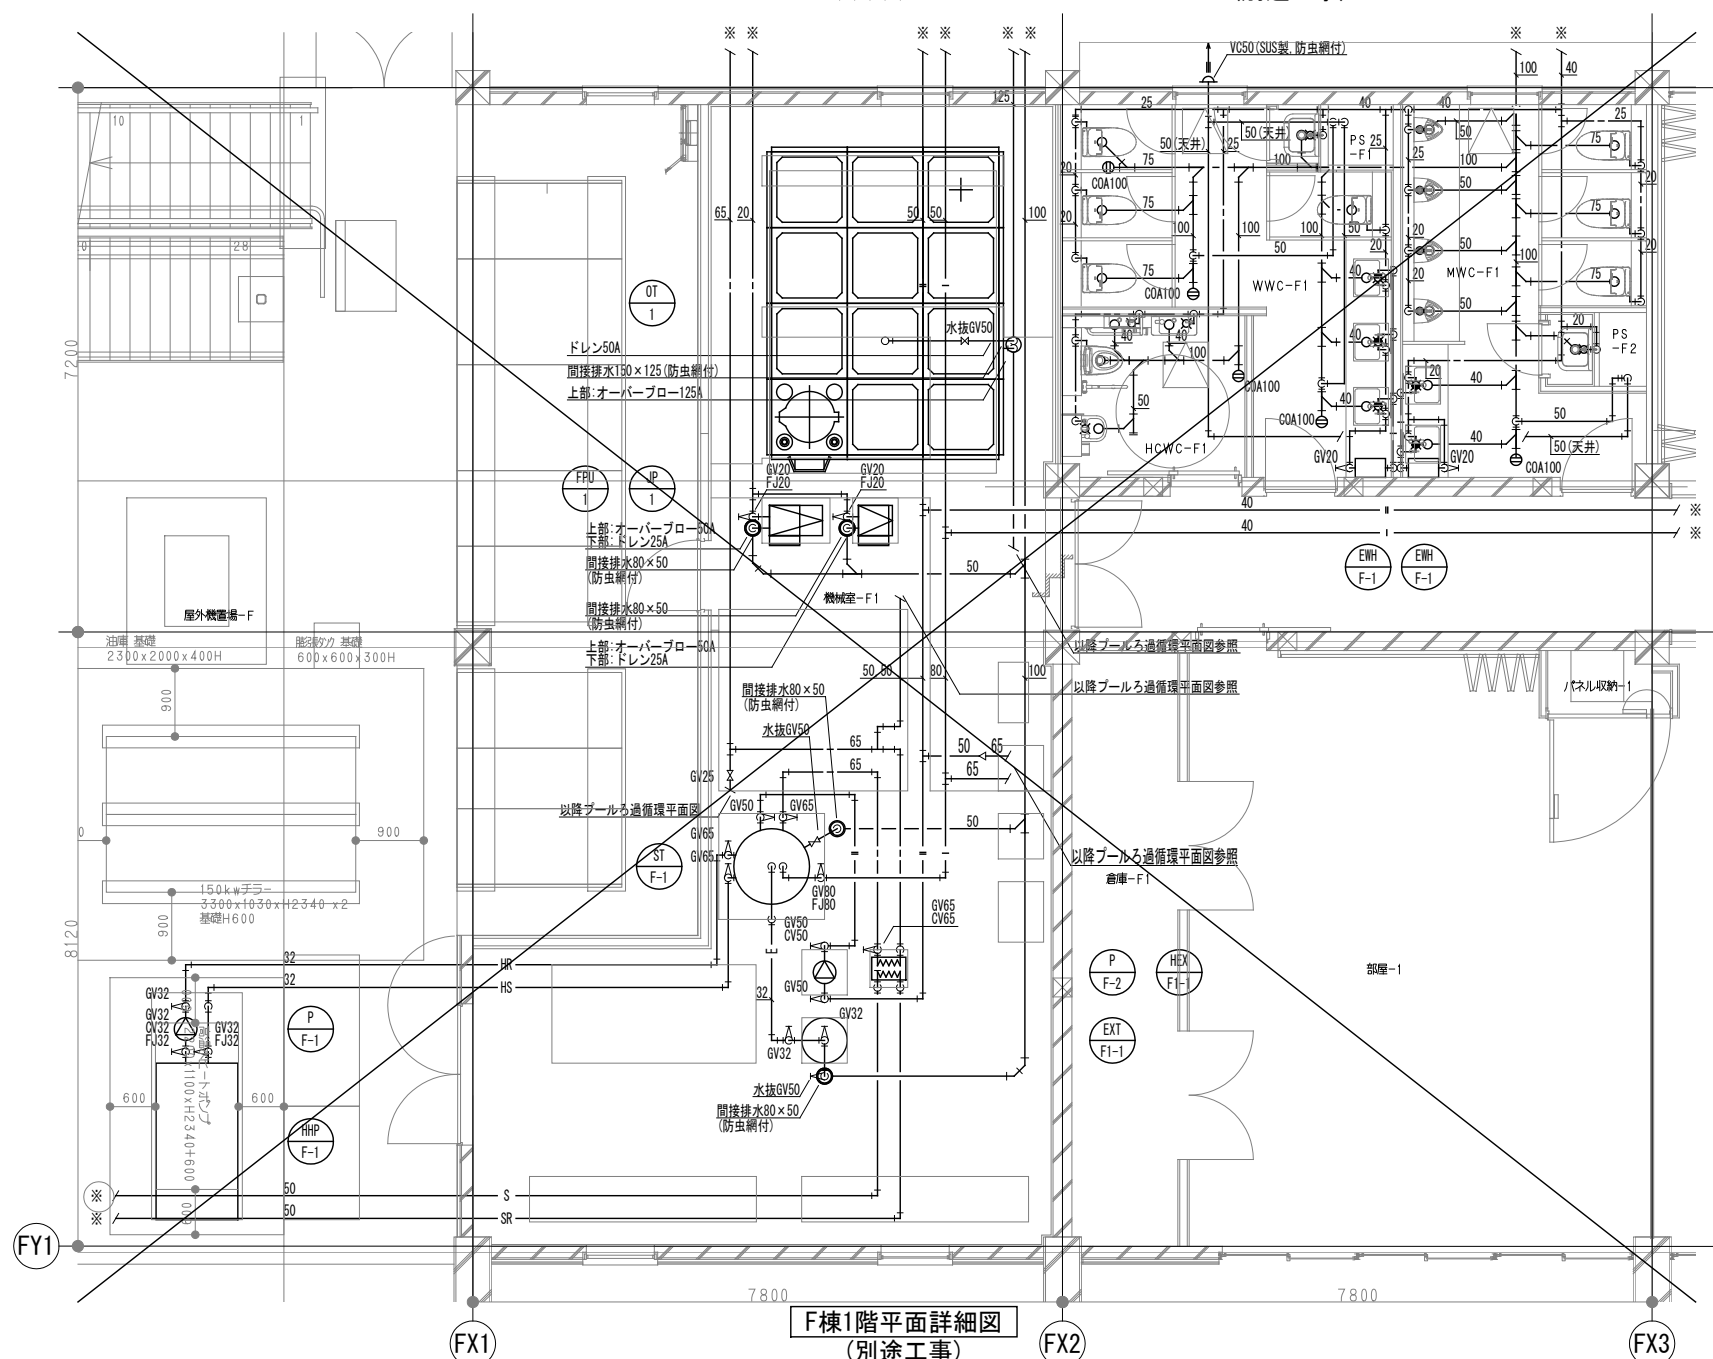 ※ ※ ※ ※ ※ ※ ※ ※
VC50(SUS製,防虫網付)
100 40
125
10 1
25 40 40 25
50(天井) 50(天井)
PS
-F1
25
25
25
50
100
75 100 75
20
COA100
20
75
50
75
20
65 20 50 50 100
28
100 100 100 50
50 50
20
MWC-F1
100
75
40
20
WWC-F1
COA100
50
75
OT
1
水抜GV50
40 40
100
40
20
PS
-F2
ドレン50A
間接排水150×125(防虫網付)
上部:オーバーブロー125A
7200
COA100
20
40
50
40
COA100
50
HCWC-F1
40
50(天井)
GV20
GV20
COA100
FPU
1
JP
1
GV20
FJ20
GV20
FJ20
上部:オーバーブロー50A
下部:ドレン25A
間接排水80×50
(防虫網付)
40
40
※
※
50
EWH
F-1
EWH
F-1
機械室-F1
屋外機置場-F
間接排水80×50
(防虫網付)
油庫 基礎
2300x2000x400H
600x600x300H
上部:オーバーブロー50A
下部:ドレン25A
以降プールろ過循環平面図参照
50 50 80 100
以降プールろ過循環平面図参照
パネル収納-1
900
間接排水80×50
(防虫網付)
水抜GV50
65
50 65
65
65
GV25
以降プールろ過循環平面図
GV50 GV65
50
GV65
GV65
900
ST
F-1
以降プールろ過循環平面図参照
倉庫-F1
150kwチラー
3300x1030xH2340 x2
基礎H600
900
8120
GV80
FJ80
GV50
CV50
GV65
CV65
32 HR
32 HS
P
F-2
HEX
F1-1
部屋-1
GV50
32
GV32
GV32
CV32
FJ32
GV32
FJ32
P
F-1
GV32
GV32
EXT
F1-1
水抜GV50
間接排水80×50
(防虫網付)
600 600
HHP
F-1
※ 50 S
※ 50 SR
600
FY1
7800 7800
F棟1階平面詳細図
(別途工事)
FX1 FX2 FX3